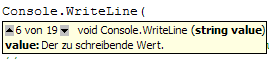 Console.WriteLine(
▲6 von 19▼ void Console.WriteLine (string value)
value: Der zu schreibende Wert.